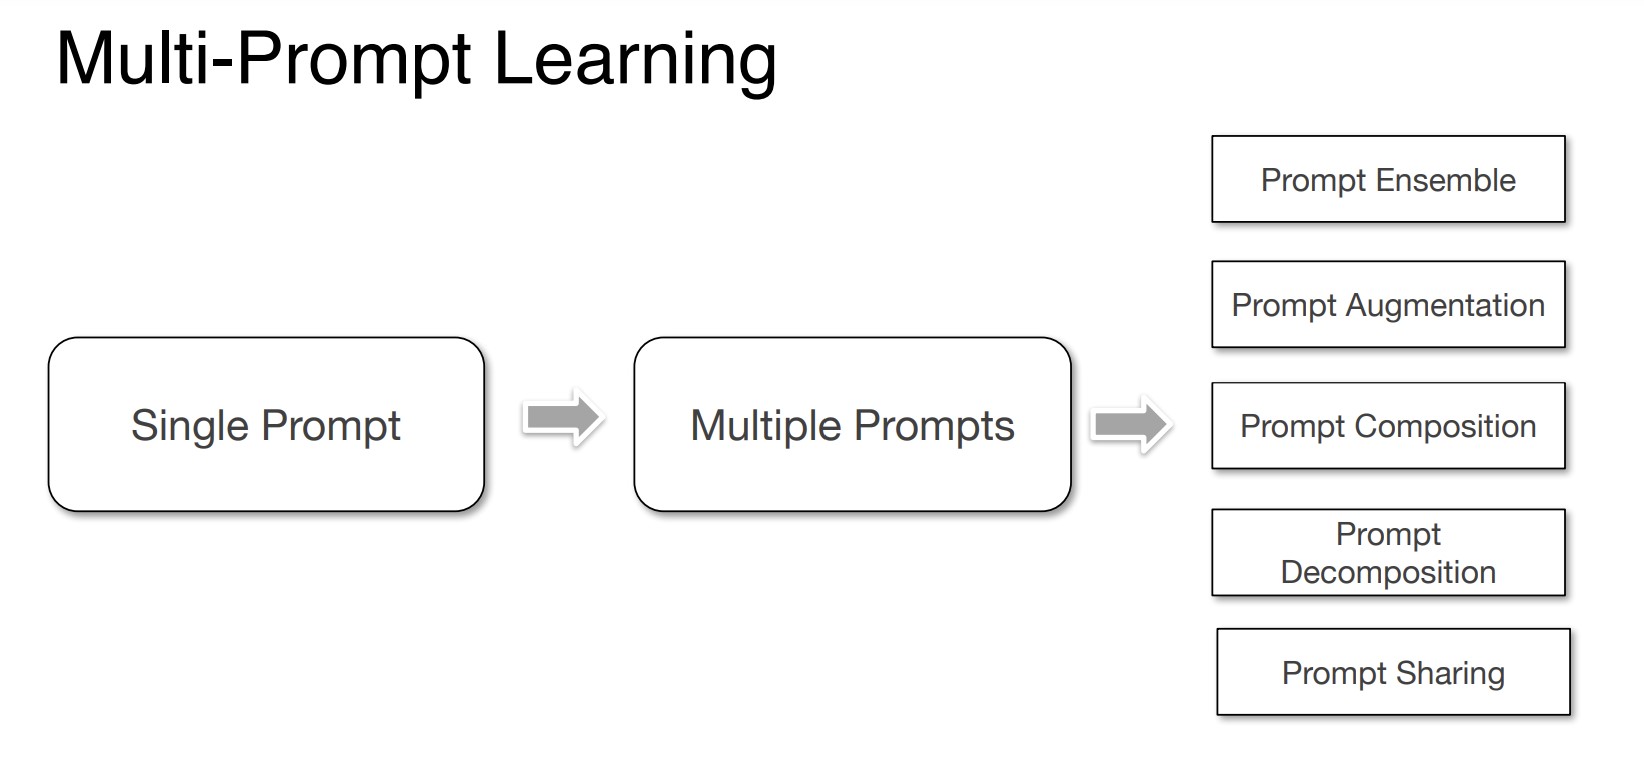 Multi-Prompt Learning
Single Prompt
Multiple Prompts
Prompt Ensemble
Prompt Augmentation
Prompt Composition
Prompt
Decomposition
Prompt Sharing